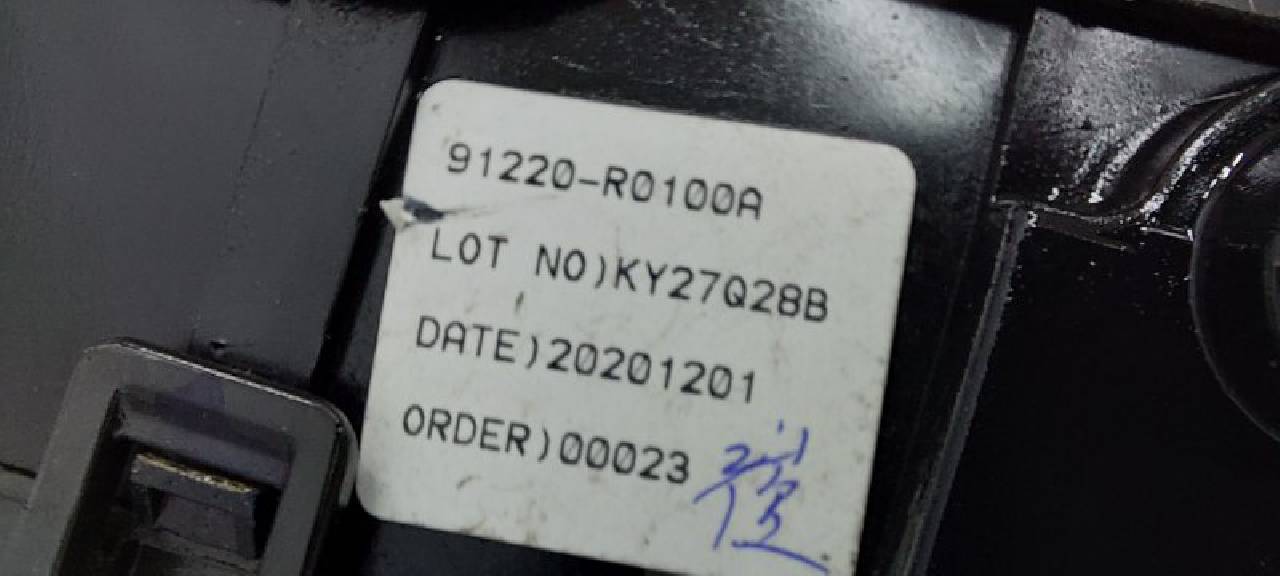 91220-R0100A
LOT NO)KY27Q28B
DATE)20201201
ORDER)00023